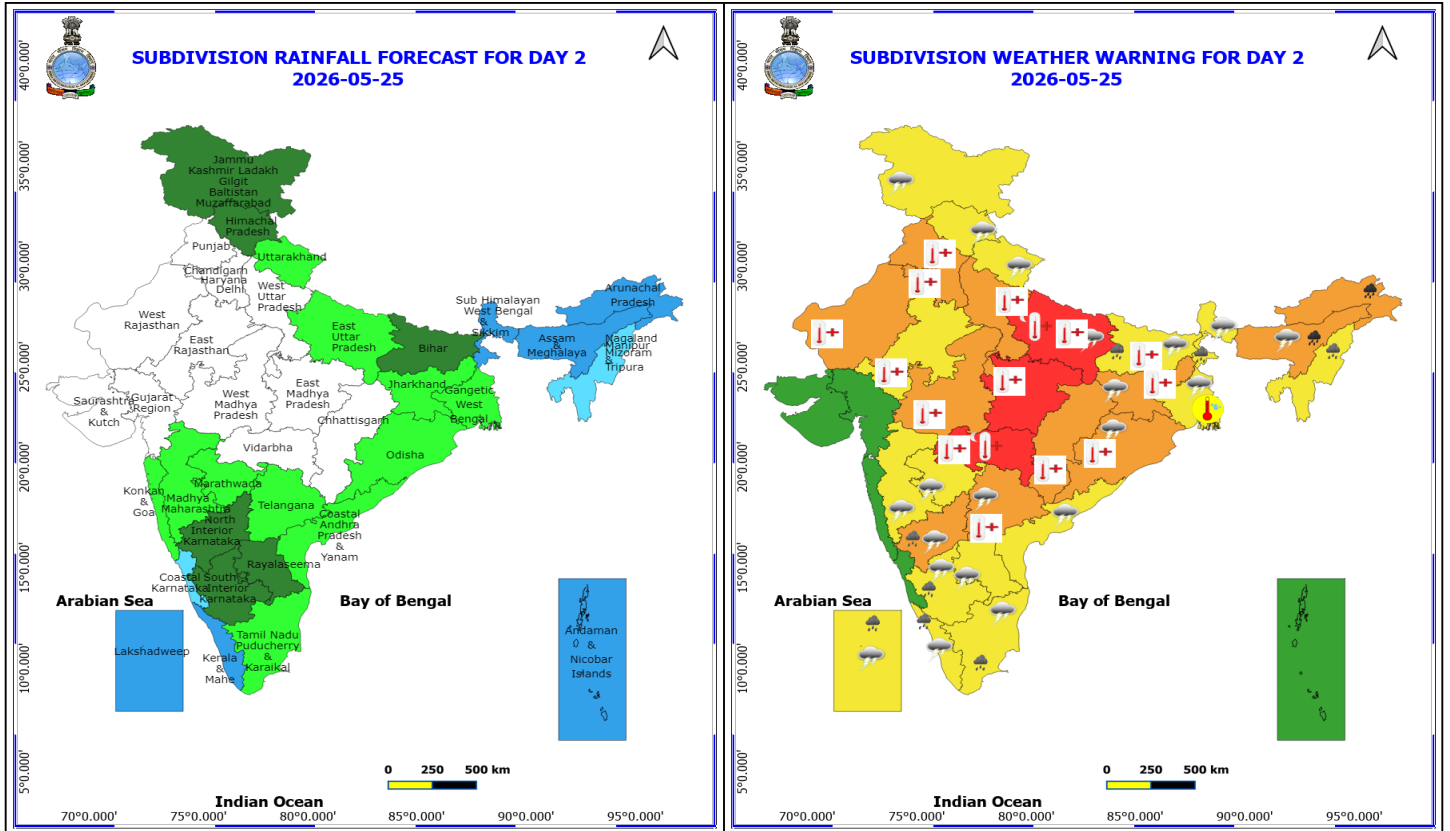 SUBDIVISION RAINFALL FORECAST FOR DAY 2
2026-05-25
40°0.000'
35°0.000'
30°0.000'
25°0.000'
20°0.000'
15°0.000'
10°0.000'
5°0.000'
Jammu
Kashmir Ladakh
Gilgit
Baltistan
Muzaffarabad
Himachal
Pradesh
Punjab
Uttarakhand
Chandigarh
Haryana
Delhi
West
Uttar
Pradesh
West
Rajasthan
East
Rajasthan
East
Uttar
Pradesh
Bihar
Sub Himalayan
West Bengal
&
Sikkim
Arunachal
Pradesh
Assam
&
Meghalaya
Nagaland
Manipur
Mizoram
&
Tripura
Saurashtra
&
Kutch
Gujarat
Region
West
Madhya
Pradesh
East
Madhya
Pradesh
Jharkhand
Gangetic
West
Bengal
Chhattisgarh
Vidarbha
Odisha
Konkan
&
Goa
Madhya
Maharashtra
Marathwada
Telangana
North
Interior
Karnataka
Coastal
Andhra
Pradesh
&
Yanam
Rayalaseema
Coastal
Karnataka
South
Interior
Karnataka
Tamil Nadu
Puducherry
&
Karaikal
Kerala
&
Mahe
Lakshadweep
Andaman
&
Nicobar
Islands
Arabian Sea
Bay of Bengal
0 250 500 km
Indian Ocean
70°0.000' 75°0.000' 80°0.000' 85°0.000' 90°0.000' 95°0.000'
SUBDIVISION WEATHER WARNING FOR DAY 2
2026-05-25
40°0.000'
35°0.000'
30°0.000'
25°0.000'
20°0.000'
15°0.000'
10°0.000'
5°0.000'
Arabian Sea
Bay of Bengal
0 250 500 km
Indian Ocean
70°0.000' 75°0.000' 80°0.000' 85°0.000' 90°0.000' 95°0.000'